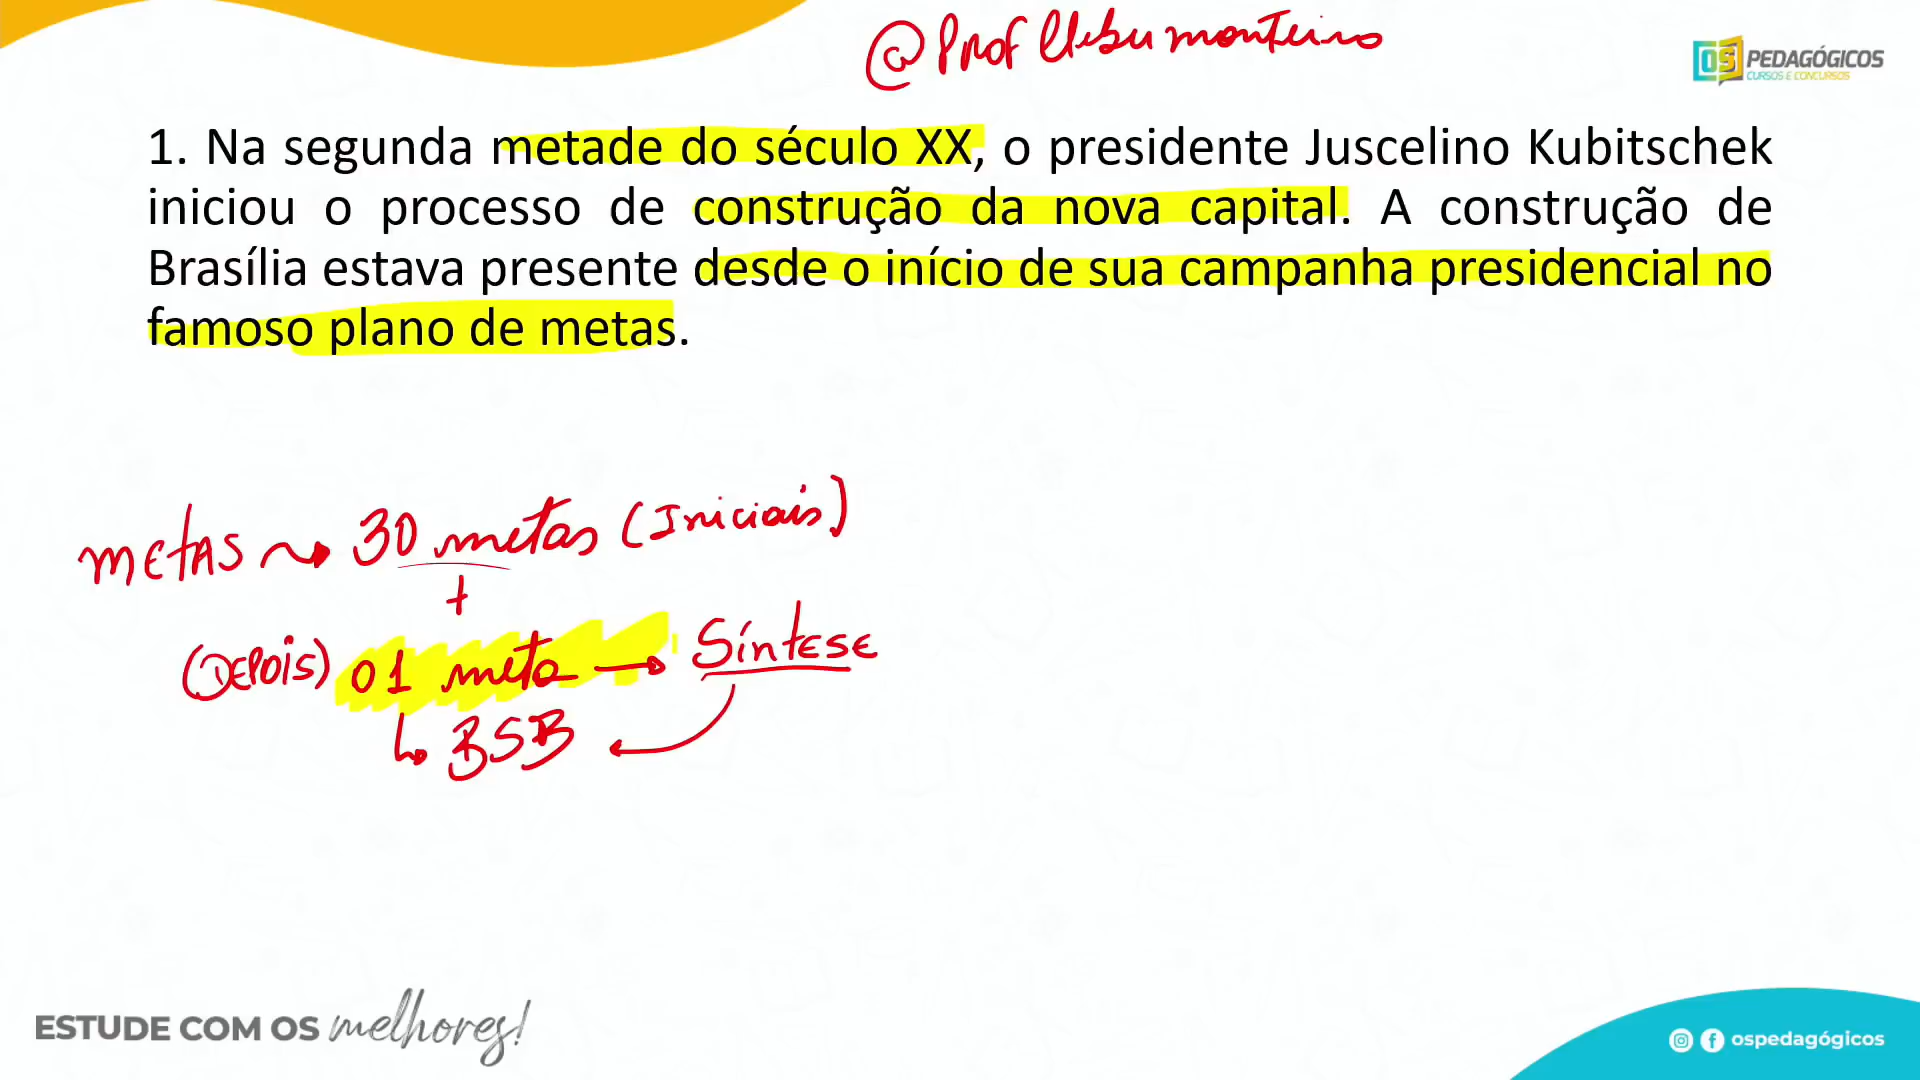 @Prof Clebermonteiro
OS PEDAGÓGICOS
CURSOS E CONCURSOS
1. Na segunda metade do século XX, o presidente Juscelino Kubitschek
iniciou o processo de construção da nova capital. A construção de
Brasília estava presente desde o início de sua campanha presidencial no
famoso plano de metas.
METAS → 30 metas (Iniciais)
+
(DEPOIS) 01 meta → SíntESE
↳ BSB
ESTUDE COM OS melhores!
ospedagógicos